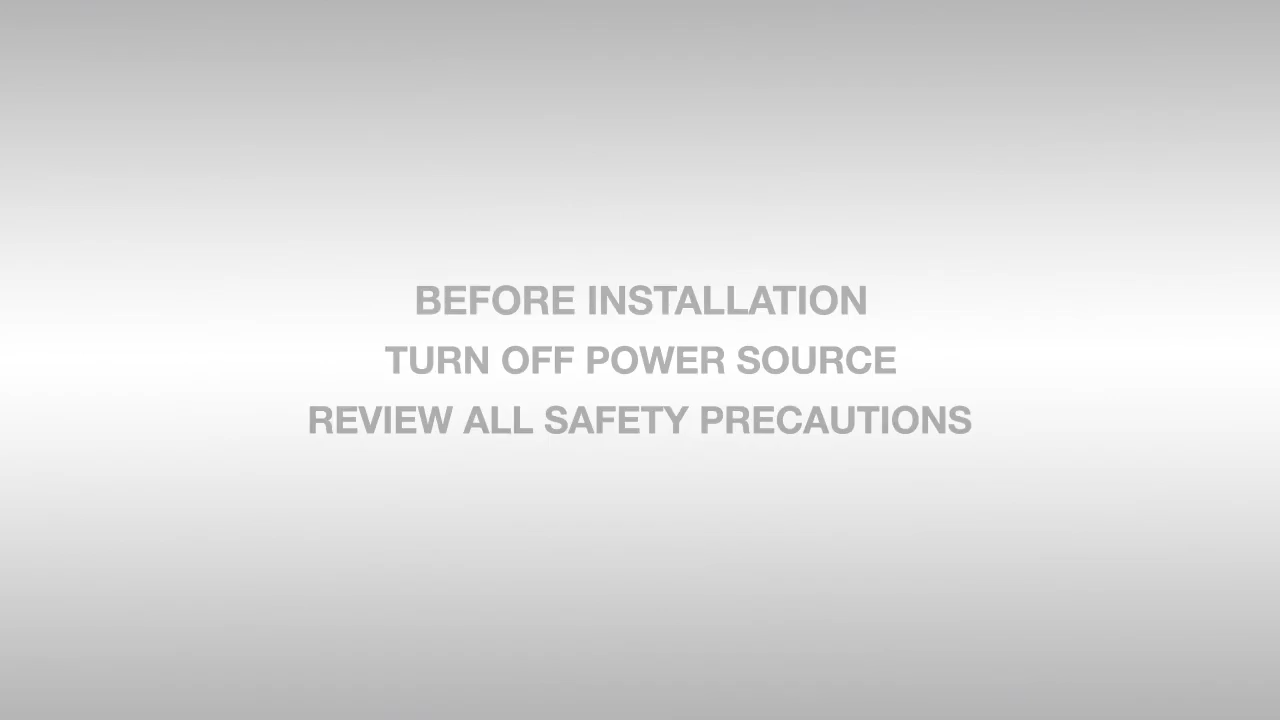 BEFORE INSTALLATION
TURN OFF POWER SOURCE
REVIEW ALL SAFETY PRECAUTIONS